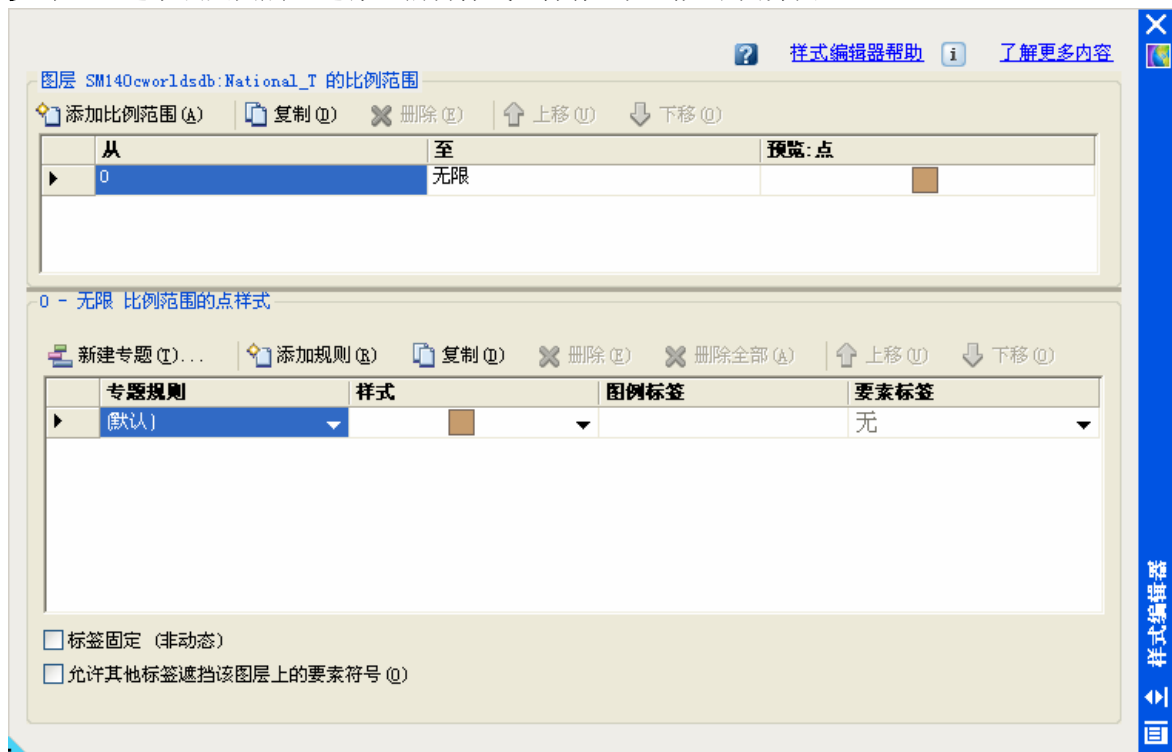 样式编辑器帮助 了解更多内容
图层 SM140cworldsdb:National_T 的比例范围
添加比例范围(A) 复制(D) 删除(E) 上移(U) 下移(O)
从 至 预览:点
0 无限
0 - 无限 比例范围的点样式
新建专题(T)... 添加规则(R) 复制(D) 删除(E) 删除全部(A) 上移(U) 下移(O)
专题规则 样式 图例标签 要素标签
(默认) 无
标签固定 (非动态)
允许其他标签遮挡该图层上的要素符号(O)
样式编辑器